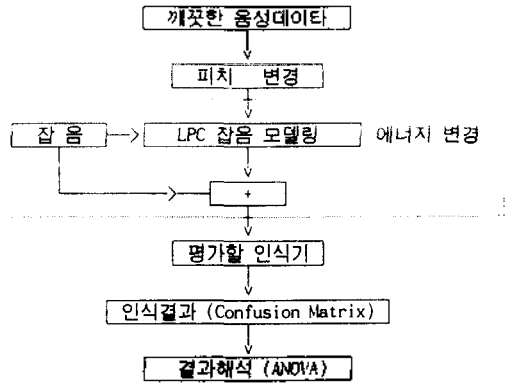 깨끗한 음성데이타
피치 변경
잡음 LPC 잡음 모델링 에너지 변경
+
평가할 인식기
인식결과 (Confusion Matrix)
결과해석 (ANOVA)